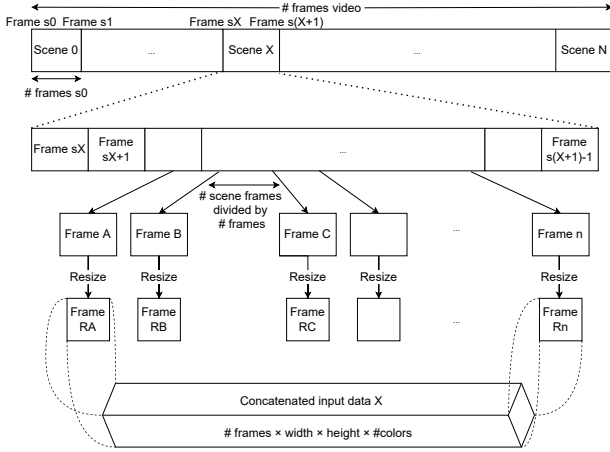 # frames video
Frame s0 Frame s1 Frame sX Frame s(X+1)
Scene 0 ... Scene X ... Scene N
# frames s0
Frame sX Frame sX+1 ... Frame s(X+1)-1
# scene frames
divided by
# frames
Frame A Frame B Frame C Frame n
...
Resize Resize Resize Resize Resize
Frame RA Frame RB Frame RC ... Frame Rn
Concatenated input data X
# frames × width × height × #colors